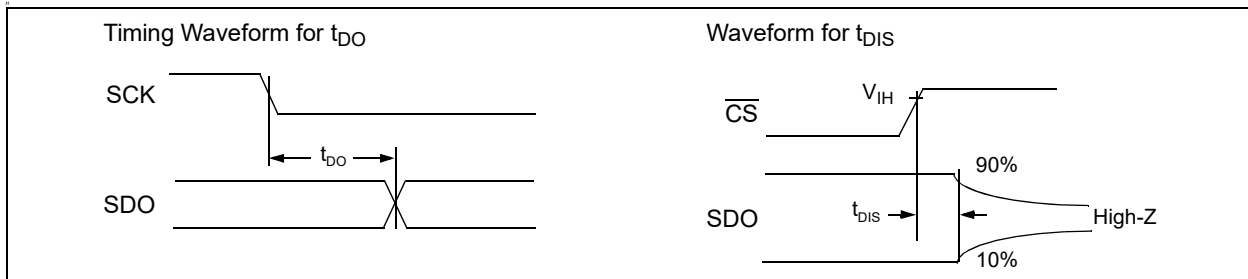 Timing Waveform for tDO
SCK
tDO
SDO
Waveform for tDIS
VIH
CS
90%
SDO
tDIS
High-Z
10%